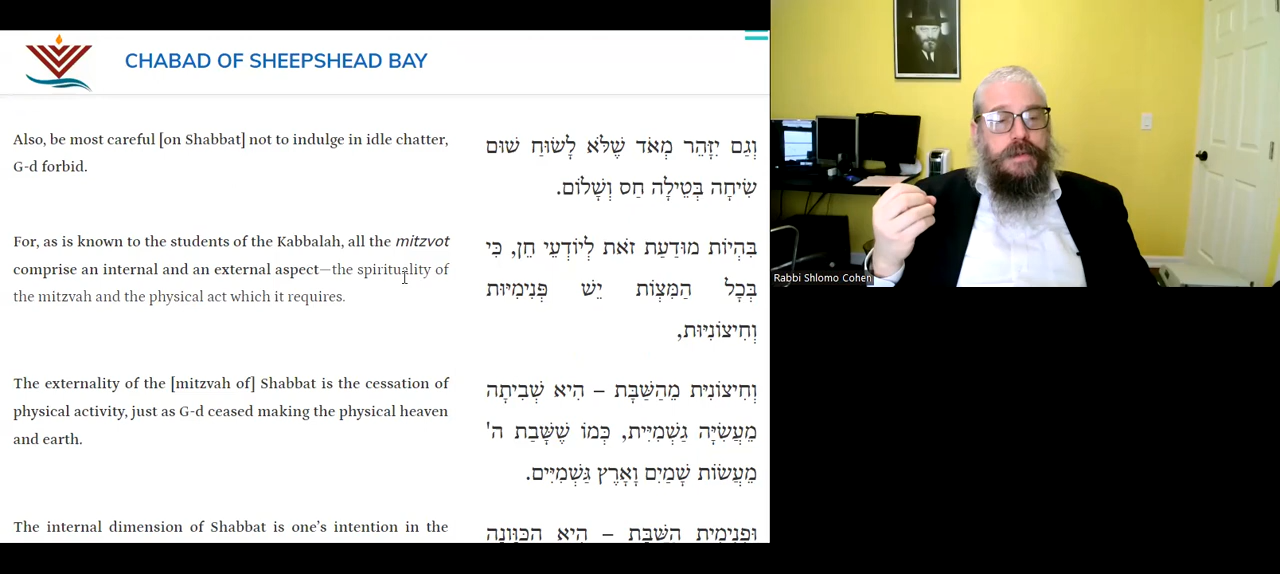 CHABAD OF SHEEPSHEAD BAY
Also, be most careful [on Shabbat] not to indulge in idle chatter,
G-d forbid.
וְגַם יִזָּהֵר מְאֹד שֶׁלֹּא לָשׂוּחַ שׁוּם
שִׂיחָה בְּטֵילָה חַס וְשָׁלוֹם.
For, as is known to the students of the Kabbalah, all the mitzvot
comprise an internal and an external aspect—the spirituality of
the mitzvah and the physical act which it requires.
בִּהְיוֹת מוּדַעַת זֹאת לְיוֹדְעֵי חֵן, כִּי
בְּכָל הַמִּצְוֹת יֵשׁ פְּנִימִיּוּת
וְחִיצוֹנִיּוּת,
The externality of the [mitzvah of] Shabbat is the cessation of
physical activity, just as G-d ceased making the physical heaven
and earth.
וְחִיצוֹנִיּת מֵהַשַּׁבָּת – הִיא שְׁבִיתָה
מֵעֲשִׂיָּה גַשְׁמִיִּית, כְּמוֹ שֶׁשָּׁבַת ה'
מֵעֲשׂוֹת שָׁמַיִם וָאָרֶץ גַּשְׁמִיִּים.
The internal dimension of Shabbat is one's intention in the
וּפְנִימִית הַשַּׁבָּת – הִיא הַכַּוָּונָה
Rabbi Shlomo Cohen